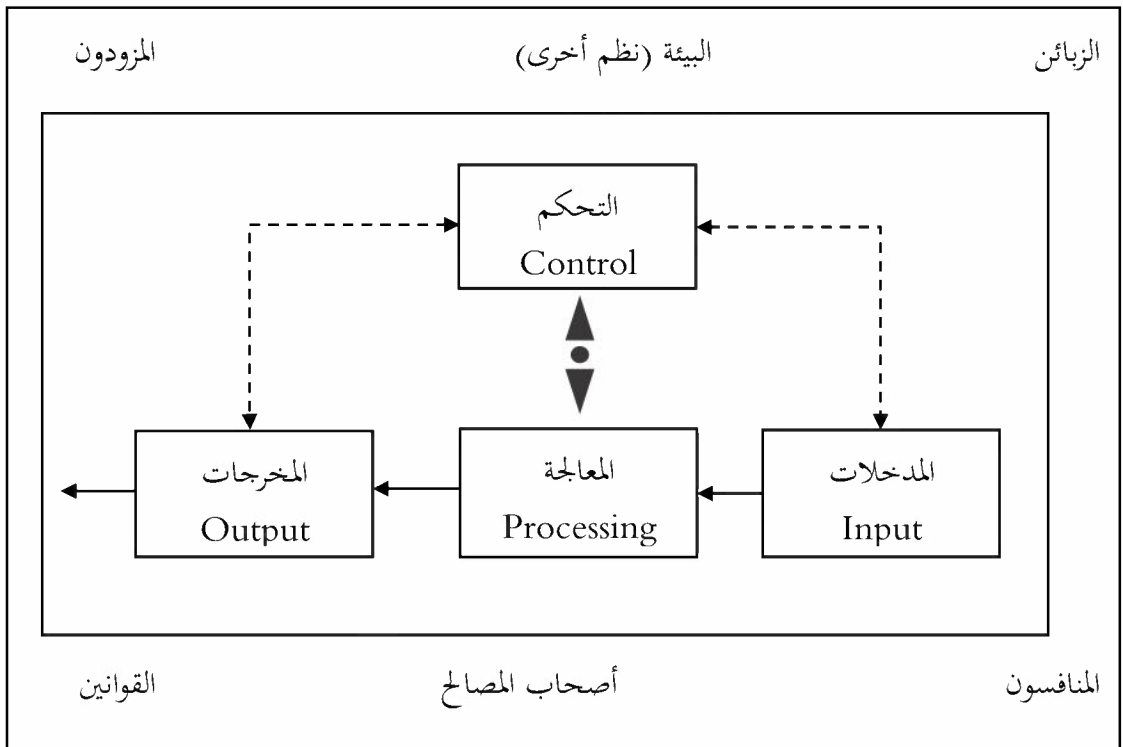 الزبائن
البيئة (نظم أخرى)
المزودون
التحكم
Control
المدخلات
Input
المعالجة
Processing
المخرجات
Output
المنافسون
أصحاب المصالح
القوانين